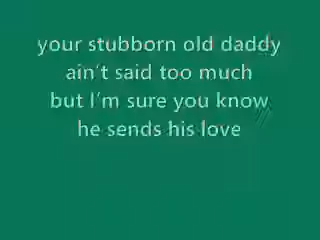 your stubborn old daddy
ain't said too much
but I'm sure you know
he sends his love